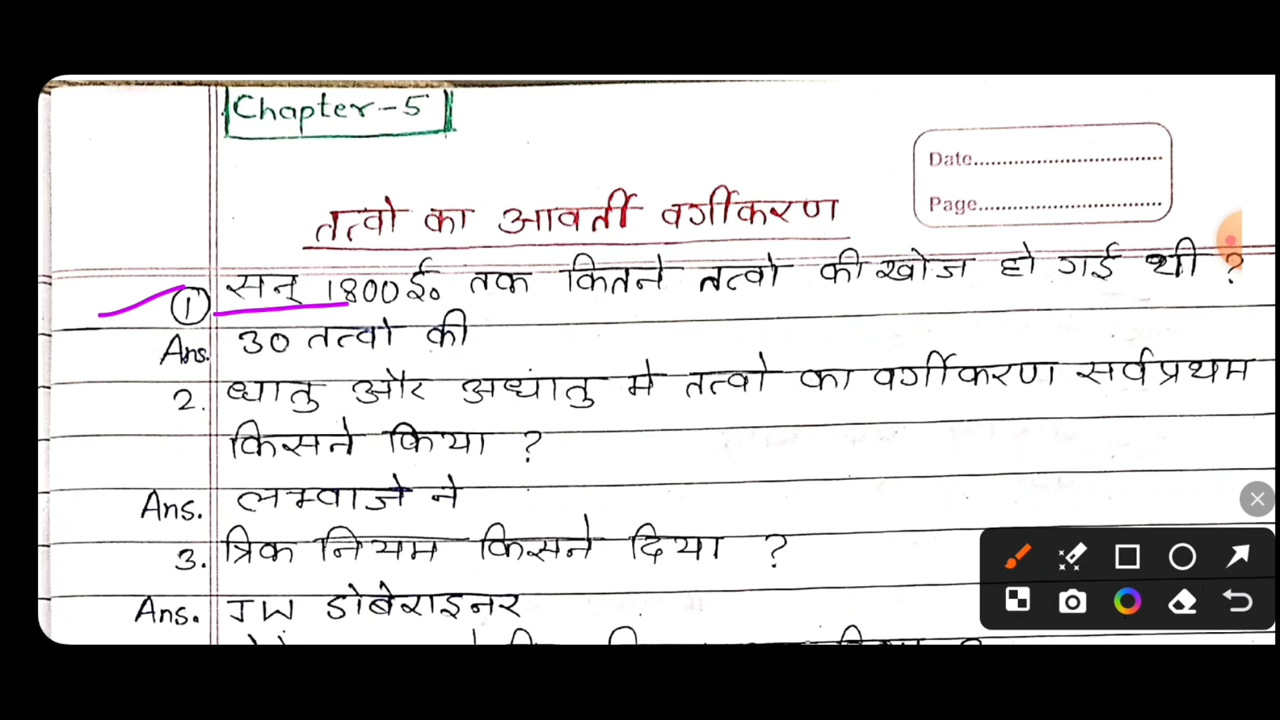 Chapter-5
Date
Page
तत्वो का आवर्ती वर्गीकरण
① सन् 1800ई० तक कितने तत्वो की खोज हो गई थी ?
Ans. 30 तत्वो की
2. धातु और अधातु मे तत्वो का वर्गीकरण सर्वप्रथम
किसने किया ?
Ans. लम्वाजे ने
3. त्रिक नियम किसने दिया ?
Ans. JW डोबेराइनर